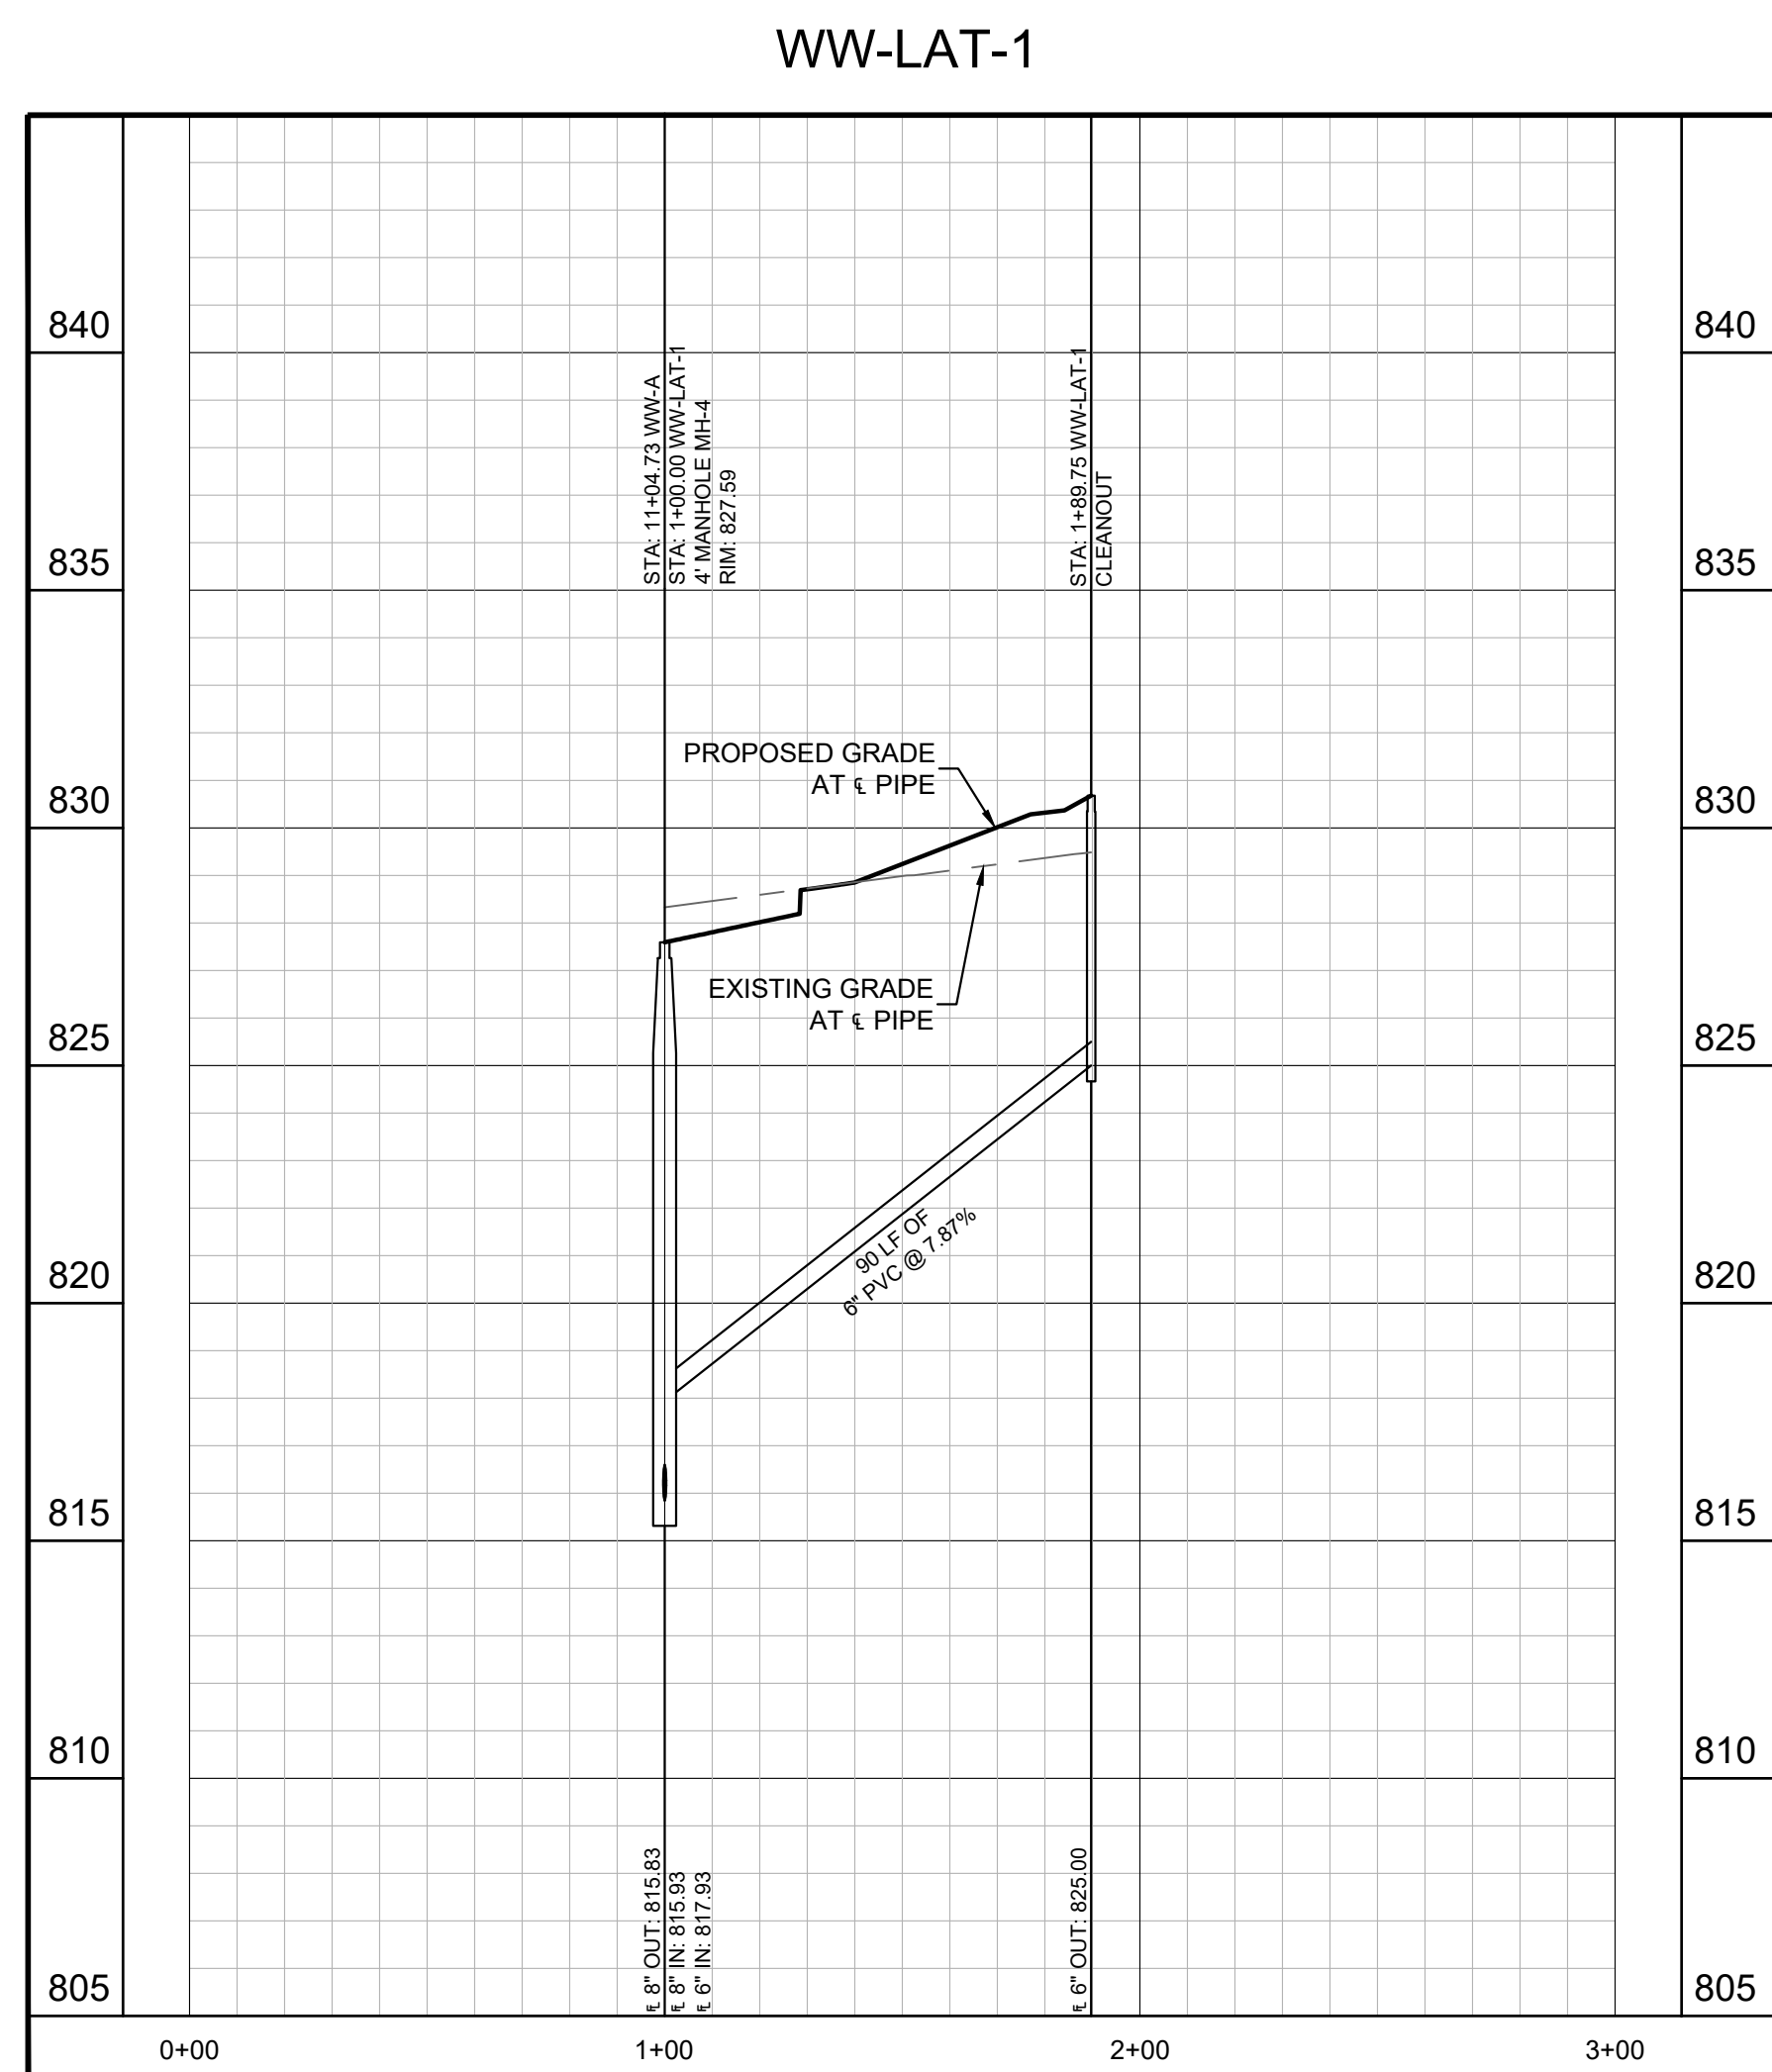 WW-LAT-1
840
840
STA: 11+04.73 WW-A
STA: 1+00.00 WW-LAT-1
4' MANHOLE MH-4
RIM: 827.59
STA: 1+89.75 WW-LAT-1
CLEANOUT
835
835
PROPOSED GRADE
AT ℄ PIPE
830
830
EXISTING GRADE
AT ℄ PIPE
825
825
90 LF OF
6" PVC @ 7.87%
820
820
815
815
810
810
8" OUT: 815.83
8" IN: 815.93
6" IN: 817.93
6" OUT: 825.00
805
805
0+00
1+00
2+00
3+00